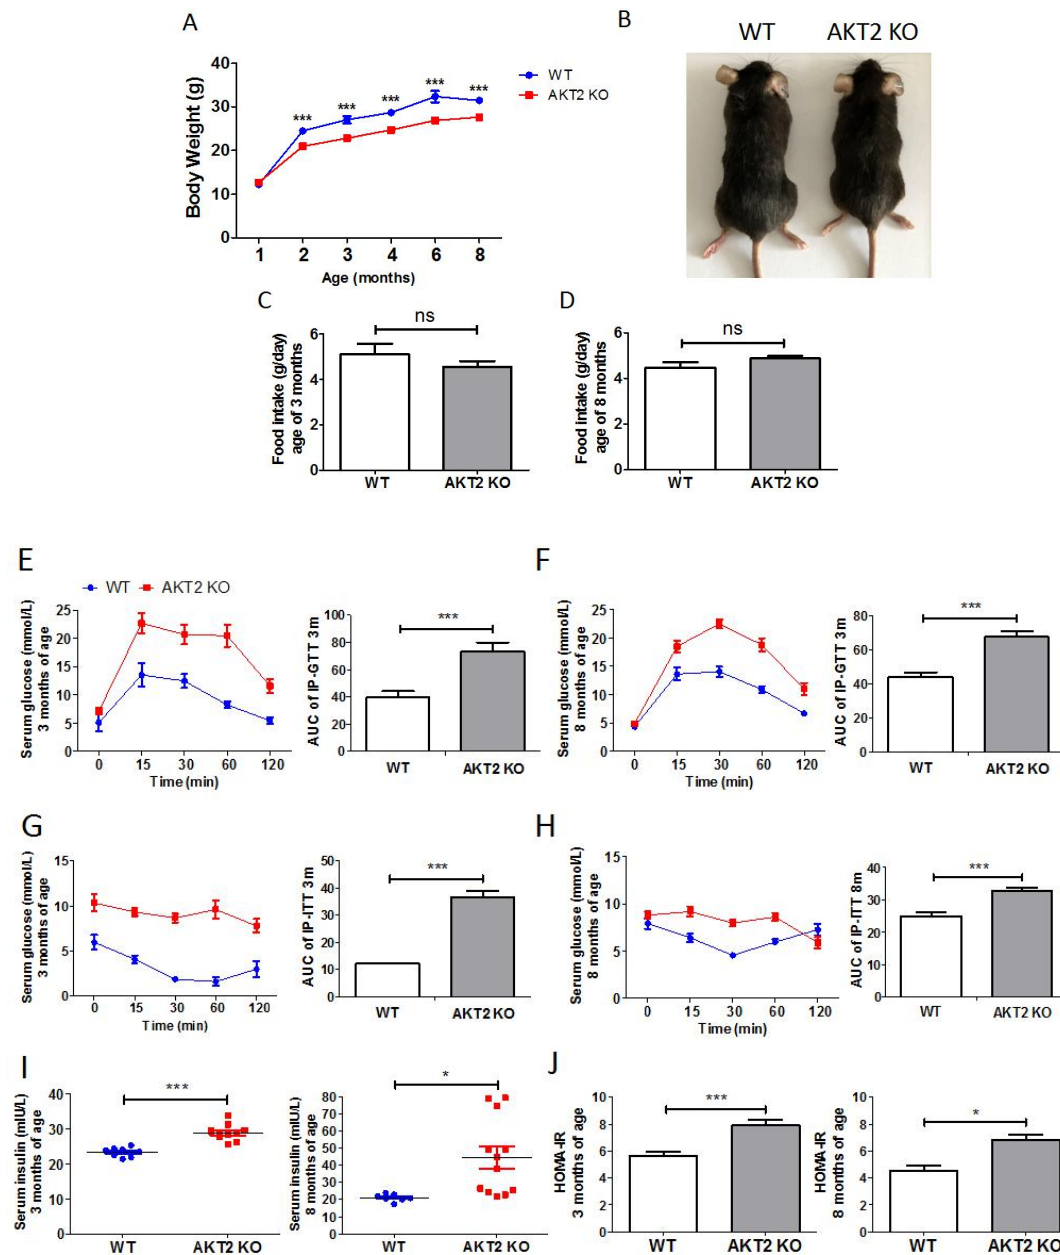 A
Body Weight (g)
40
30
20
10
0
***
***
***
***
***
WT
AKT2 KO
1 2 3 4 6 8
Age (months)
B
WT AKT2 KO
C
Food intake (g/day)
age of 3 months
6
4
2
0
ns
WT AKT2 KO
D
Food intake (g/day)
age of 8 months
6
4
2
0
ns
WT AKT2 KO
E
WT AKT2 KO
Serum glucose (mmol/L)
3 months of age
25
20
15
10
5
0
0 15 30 60 120
Time (min)
AUC of IP-GTT 3m
100
80
60
40
20
0
***
WT AKT2 KO
F
Serum glucose (mmol/L)
8 months of age
25
20
15
10
5
0
0 15 30 60 120
Time (min)
AUC of IP-GTT 3m
80
60
40
20
0
***
WT AKT2 KO
G
Serum glucose (mmol/L)
3 months of age
15
10
5
0
0 15 30 60 120
Time (min)
AUC of IP-ITT 3m
50
40
30
20
10
0
***
WT AKT2 KO
H
Serum glucose (mmol/L)
8 months of age
15
10
5
0
0 15 30 60 120
Time (min)
AUC of IP-ITT 8m
40
30
20
10
0
***
WT AKT2 KO
I
Serum insulin (mIU/L)
3 months of age
40
30
20
10
0
***
WT AKT2 KO
Serum insulin (mIU/L)
8 months of age
80
70
60
50
40
30
20
10
0
*
WT AKT2 KO
J
HOMA-IR
3 months of age
10
8
6
4
2
0
***
WT AKT2 KO
HOMA-IR
8 months of age
10
8
6
4
2
0
*
WT AKT2 KO